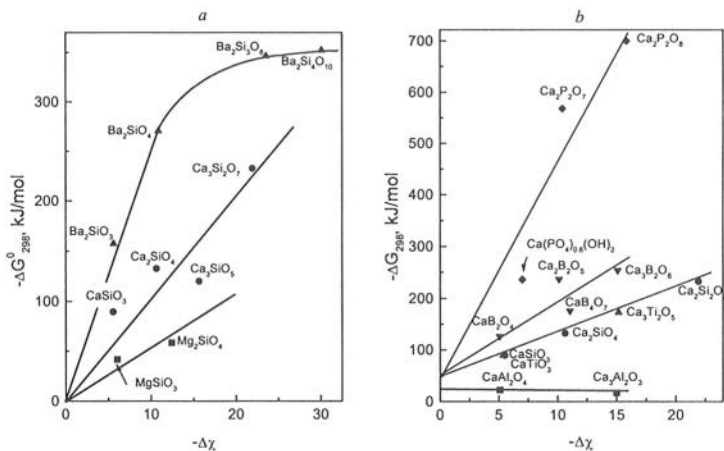 a
-ΔG⁰₂₉₈, kJ/mol
300
200
100
0
0
10
20
30
-Δχ
Ba₂Si₃O₈
Ba₂Si₄O₁₀
Ba₂SiO₄
Ca₃Si₂O₇
Ba₂SiO₃
Ca₂SiO₄
Ca₃SiO₅
CaSiO₃
Mg₂SiO₄
MgSiO₃
b
-ΔG₂₉₈, kJ/mol
700
600
500
400
300
200
100
50
0
0
5
10
15
20
-Δχ
Ca₂P₂O₈
Ca₂P₂O₇
Ca(PO₄)₀.₆(OH)₂
Ca₂B₂O₅
Ca₃B₂O₆
Ca₂Si₂O
CaB₄O₇
Ca₃Ti₂O₅
CaB₂O₄
Ca₂SiO₄
CaSiO₃
CaTiO₃
CaAl₂O₄
Ca₃Al₂O₃